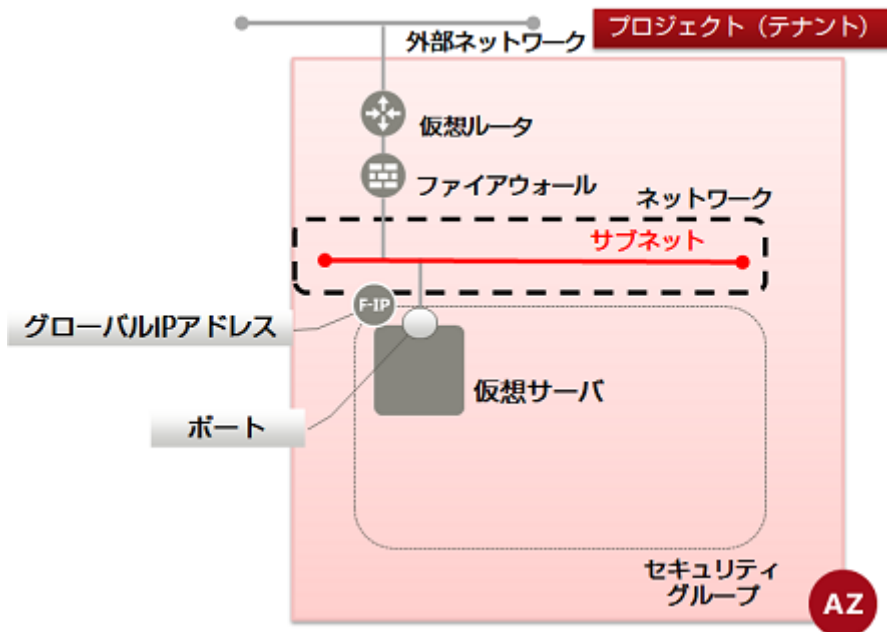 プロジェクト（テナント）
外部ネットワーク
仮想ルータ
ファイアウォール
ネットワーク
サブネット
F-IP
グローバルIPアドレス
仮想サーバ
ポート
セキュリティ
グループ
AZ